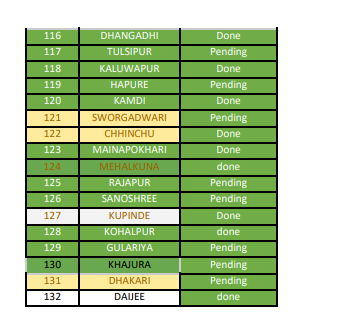 116 DHANGADHI Done
117 TULSIPUR Pending
118 KALUWAPUR Done
119 HAPURE Pending
120 KAMDI Done
121 SWORGADWARI Pending
122 CHHINCHU Done
123 MAINAPOKHARI Done
124 MEHALKUNA done
125 RAJAPUR Pending
126 SANOSHREE Pending
127 KUPINDE Done
128 KOHALPUR done
129 GULARIYA Pending
130 KHAJURA Pending
131 DHAKARI Pending
132 DAIJEE done